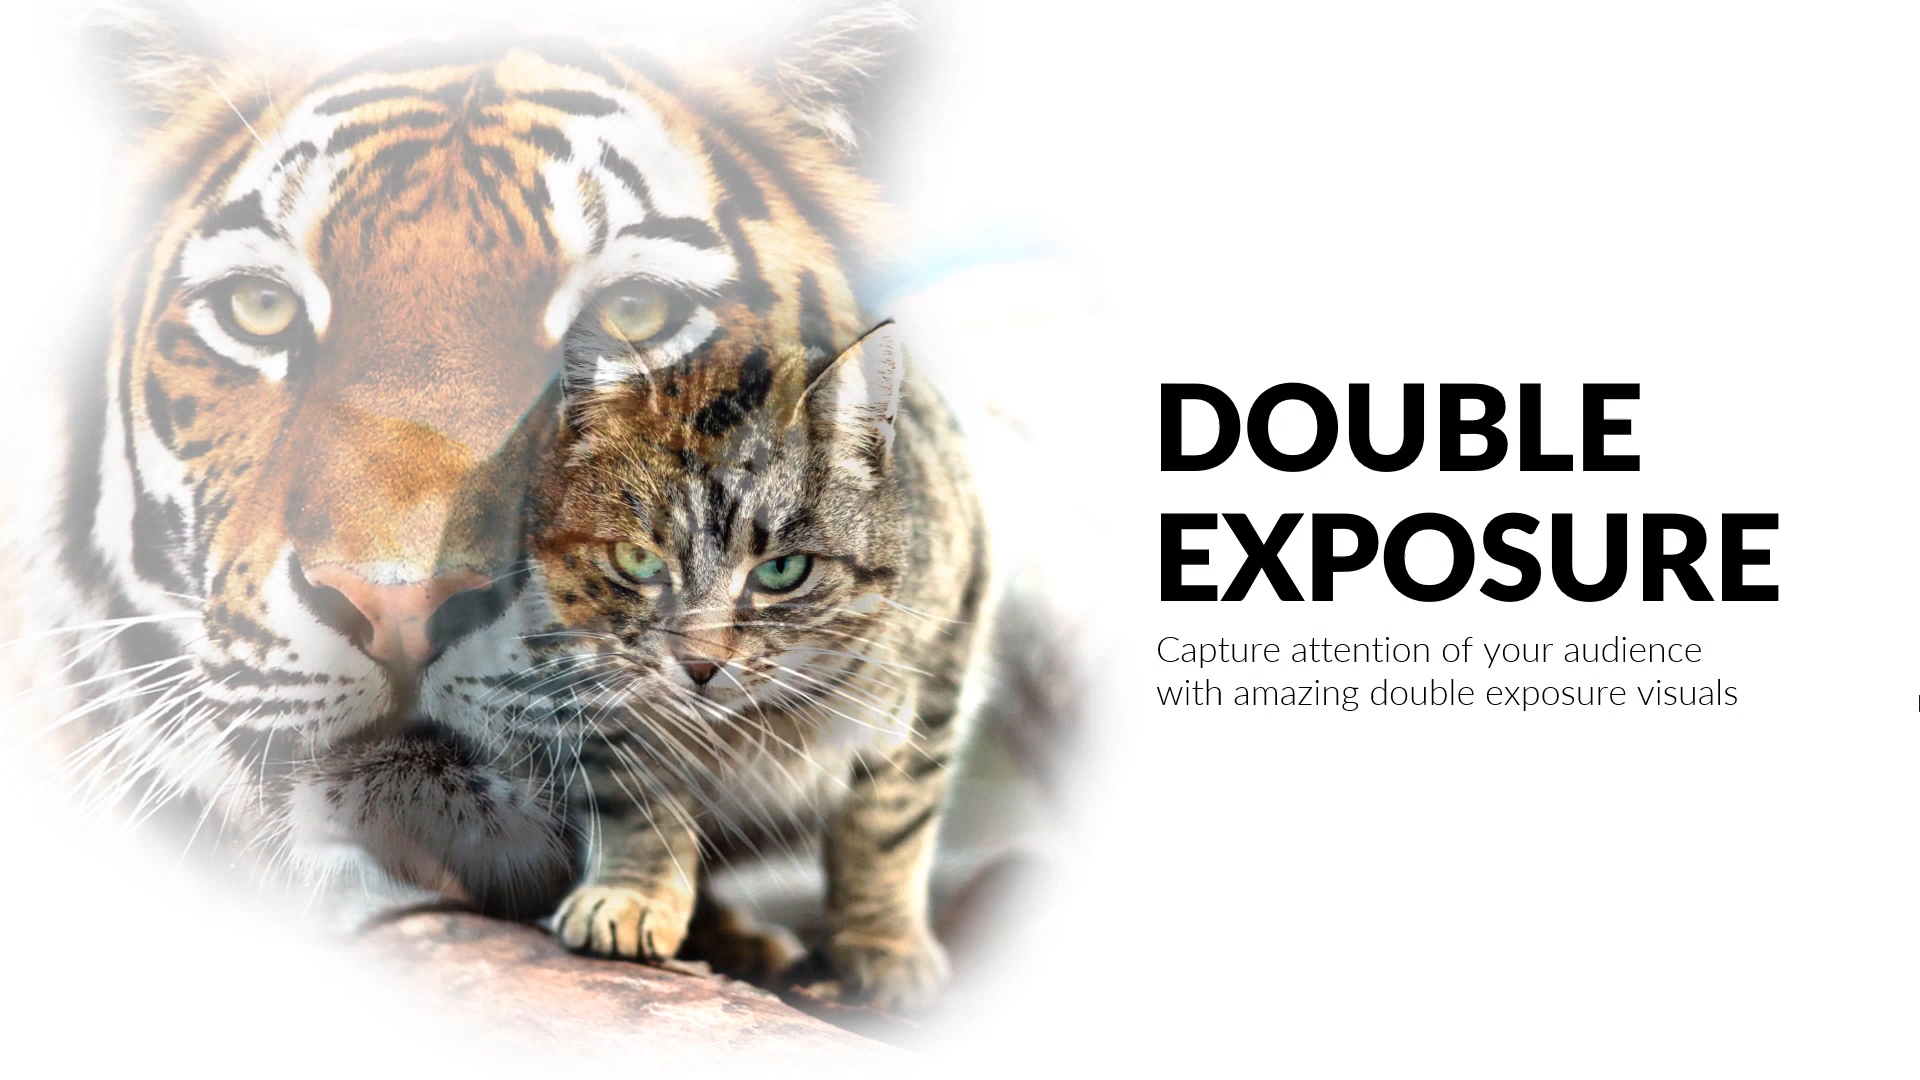 DOUBLE
EXPOSURE
Capture attention of your audience
with amazing double exposure visuals